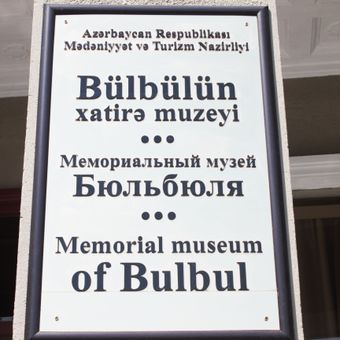 Azərbaycan Respublikası
Mədəniyyət və Turizm Nazirliyi
Bülbülün
xatirə muzeyi
•••
Мемориальный музей
Бюльбюля
•••
Memorial museum
of Bulbul